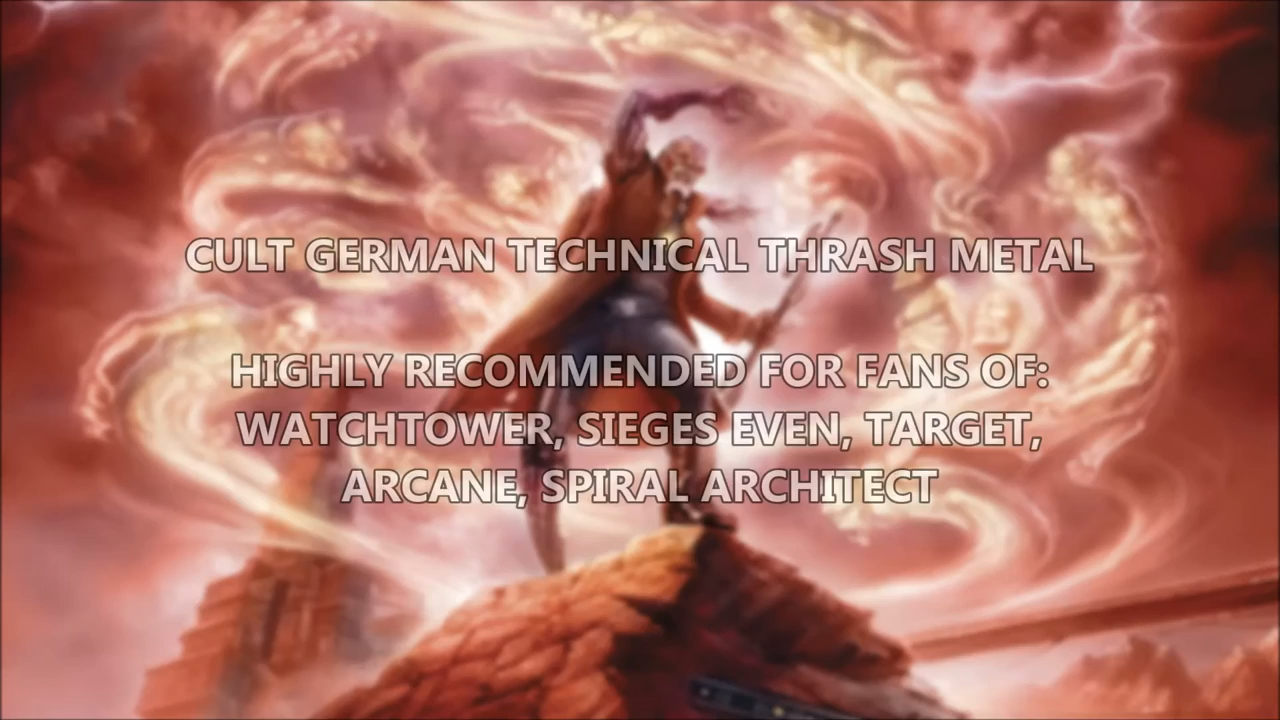 CULT GERMAN TECHNICAL THRASH METAL
HIGHLY RECOMMENDED FOR FANS OF:
WATCHTOWER, SIEGES EVEN, TARGET,
ARCANE, SPIRAL ARCHITECT